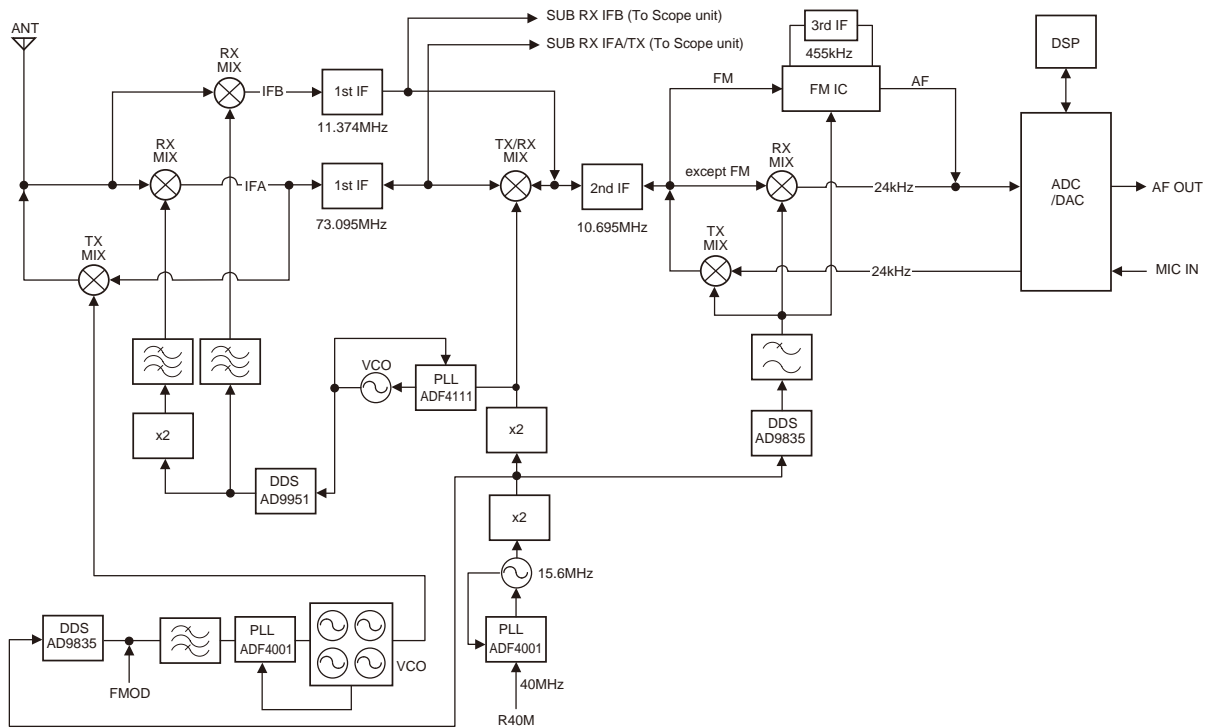 SUB RX IFB (To Scope unit)
SUB RX IFA/TX (To Scope unit)
ANT
RX
MIX
IFB
1st IF
11.374MHz
RX
MIX
IFA
1st IF
73.095MHz
TX
MIX
TX/RX
MIX
2nd IF
10.695MHz
3rd IF
455kHz
FM
FM IC
AF
except FM
RX
MIX
24kHz
TX
MIX
24kHz
DSP
ADC
/DAC
AF OUT
MIC IN
VCO
PLL
ADF4111
x2
x2
DDS
AD9951
DDS
AD9835
x2
15.6MHz
PLL
ADF4001
40MHz
R40M
DDS
AD9835
FMOD
PLL
ADF4001
VCO